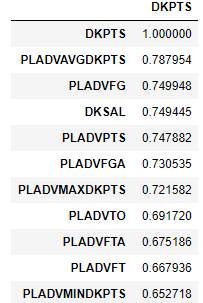 DKPTS
DKPTS 1.000000
PLADVAVGDKPTS 0.787954
PLADVFG 0.749948
DKSAL 0.749445
PLADVPTS 0.747882
PLADVFGA 0.730535
PLADVMAXDKPTS 0.721582
PLADVTO 0.691720
PLADVFTA 0.675186
PLADVFT 0.667936
PLADVMINDKPTS 0.652718